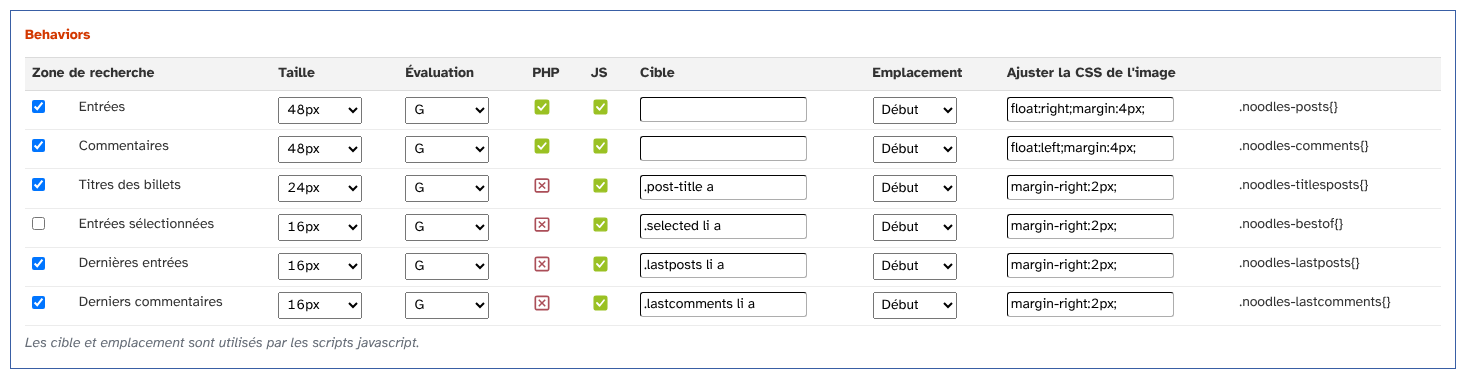 Behaviors
Zone de recherche Taille Évaluation PHP JS Cible Emplacement Ajuster la CSS de l'image
Entrées 48px G Début float:right;margin:4px; .noodles-posts{}
Commentaires 48px G Début float:left;margin:4px; .noodles-comments{}
Titres des billets 24px G .post-title a Début margin-right:2px; .noodles-titlesposts{}
Entrées sélectionnées 16px G .selected li a Début margin-right:2px; .noodles-bestof{}
Dernières entrées 16px G .lastposts li a Début margin-right:2px; .noodles-lastposts{}
Derniers commentaires 16px G .lastcomments li a Début margin-right:2px; .noodles-lastcomments{}
Les cible et emplacement sont utilisés par les scripts javascript.